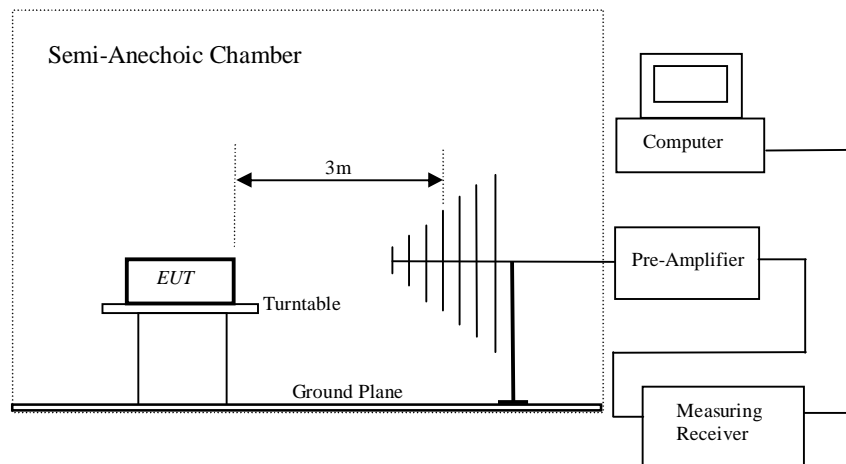 Semi-Anechoic Chamber
Computer
3m
Pre-Amplifier
EUT
Turntable
Ground Plane
Measuring
Receiver